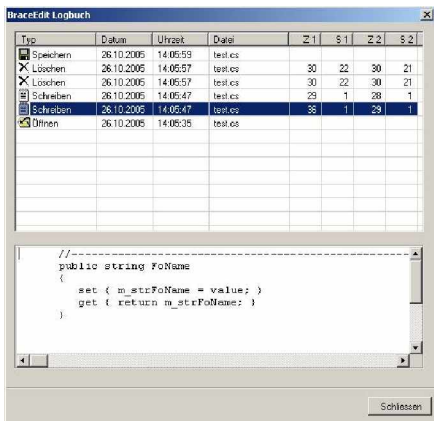 BraceEdit Logbuch
Typ Datum Uhrzeit Datei Z 1 S 1 Z 2 S 2
Speichern 26.10.2005 14:05:59 test.cs
Löschen 26.10.2005 14:05:57 test.cs 30 22 30 21
Löschen 26.10.2005 14:05:57 test.cs 30 22 30 21
Schreiben 26.10.2005 14:05:47 test.cs 29 1 28 1
Schreiben 26.10.2005 14:05:47 test.cs 36 1 29 1
Öffnen 26.10.2005 14:05:35 test.cs
//--------------------------------------------
public string FoName
{
set { m_strFoName = value; }
get { return m_strFoName; }
}
Schliessen